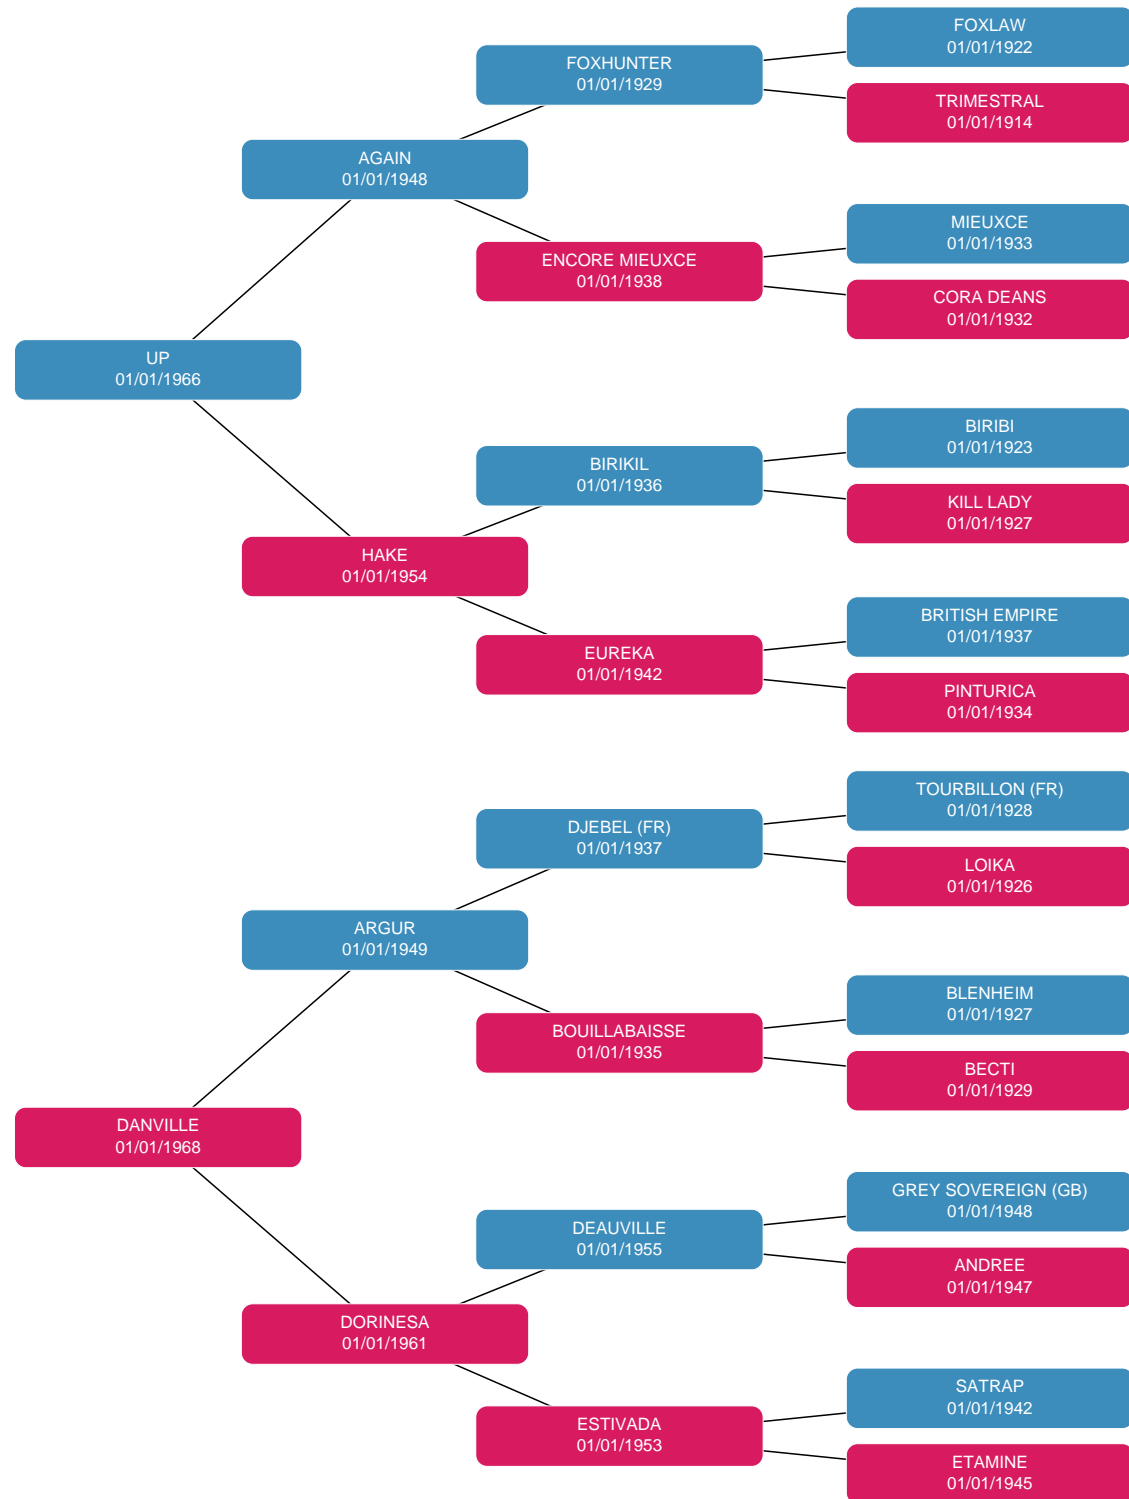 FOXLAW
01/01/1922
FOXHUNTER
01/01/1929
TRIMESTRAL
01/01/1914
AGAIN
01/01/1948
MIEUXCE
01/01/1933
ENCORE MIEUXCE
01/01/1938
CORA DEANS
01/01/1932
UP
01/01/1966
BIRIBI
01/01/1923
BIRIKIL
01/01/1936
KILL LADY
01/01/1927
HAKE
01/01/1954
BRITISH EMPIRE
01/01/1937
EUREKA
01/01/1942
PINTURICA
01/01/1934
TOURBILLON (FR)
01/01/1928
DJEBEL (FR)
01/01/1937
LOIKA
01/01/1926
ARGUR
01/01/1949
BLENHEIM
01/01/1927
BOUILLABAISSE
01/01/1935
BECTI
01/01/1929
DANVILLE
01/01/1968
GREY SOVEREIGN (GB)
01/01/1948
DEAUVILLE
01/01/1955
ANDREE
01/01/1947
DORINESA
01/01/1961
SATRAP
01/01/1942
ESTIVADA
01/01/1953
ETAMINE
01/01/1945